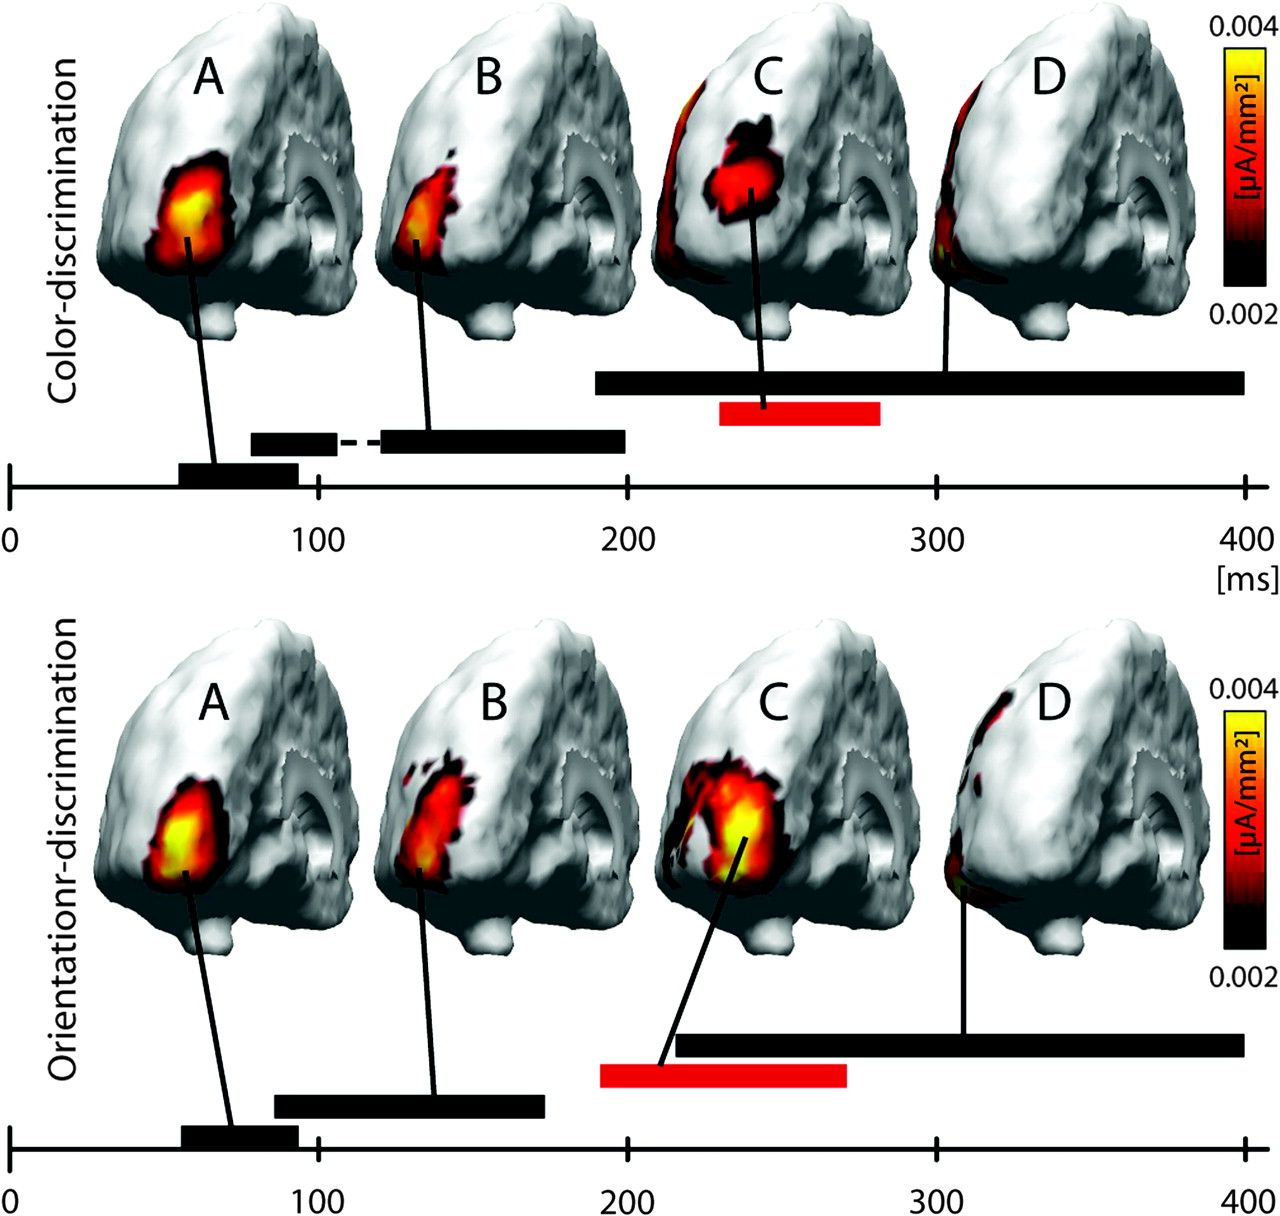 Color-discrimination
A
B
C
D
0.004
[µA/mm²]
0.002
0
100
200
300
400
[ms]
Orientationr-discrimination
A
B
C
D
0.004
[µA/mm²]
0.002
0
100
200
300
400